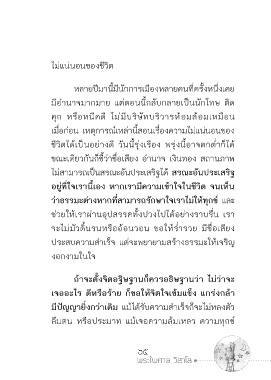 ไม่แน่นอนของชีวิต
หลายปีมานี้มีนักการเมืองหลายคนที่ครั้งหนึ่งเคย
มีอำนาจมากมาย แต่ตอนนี้กลับกลายเป็นนักโทษ ติด
คุก หรือหนีคดี ไม่มีบริษัทบริวารห้อมล้อมเหมือน
เมื่อก่อน เหตุการณ์เหล่านี้สอนเรื่องความไม่แน่นอนของ
ชีวิตได้เป็นอย่างดี วันนี้รุ่งเรือง พรุ่งนี้อาจตกต่ำก็ได้
ขณะเดียวกันก็ชี้ว่าชื่อเสียง อำนาจ เงินทอง สถานภาพ
ไม่สามารถเป็นสรณะอันประเสริฐได้ สรณะอันประเสริฐ
อยู่ที่ใจเรานี้เอง หากเรามีความเข้าใจในชีวิต จนเห็น
ว่าธรรมะต่างหากที่สามารถรักษาใจเราไม่ให้ทุกข์ และ
ช่วยให้เราผ่านอุปสรรคทั้งปวงไปได้อย่างราบรื่น เรา
จะไม่มัวดิ้นรนหรืออ้อนวอน ขอให้ร่ำรวย มีชื่อเสียง
ประสบความสำเร็จ แต่จะพยายามสร้างธรรมะให้เจริญ
งอกงามในใจ
ถ้าจะตั้งจิตอธิษฐานก็ควรอธิษฐานว่า ไม่ว่าจะ
เจออะไร ดีหรือร้าย ก็ขอให้จิตใจเข้มแข็ง แกร่งกล้า
มีปัญญายิ่งกว่าเดิม แม้ได้รับความสำเร็จก็จะไม่หลงตัว
ลืมตน หรือประมาท แม้เจอความล้มเหลว ความทุกข์
๖๕
พระไพศาล วิสาโล